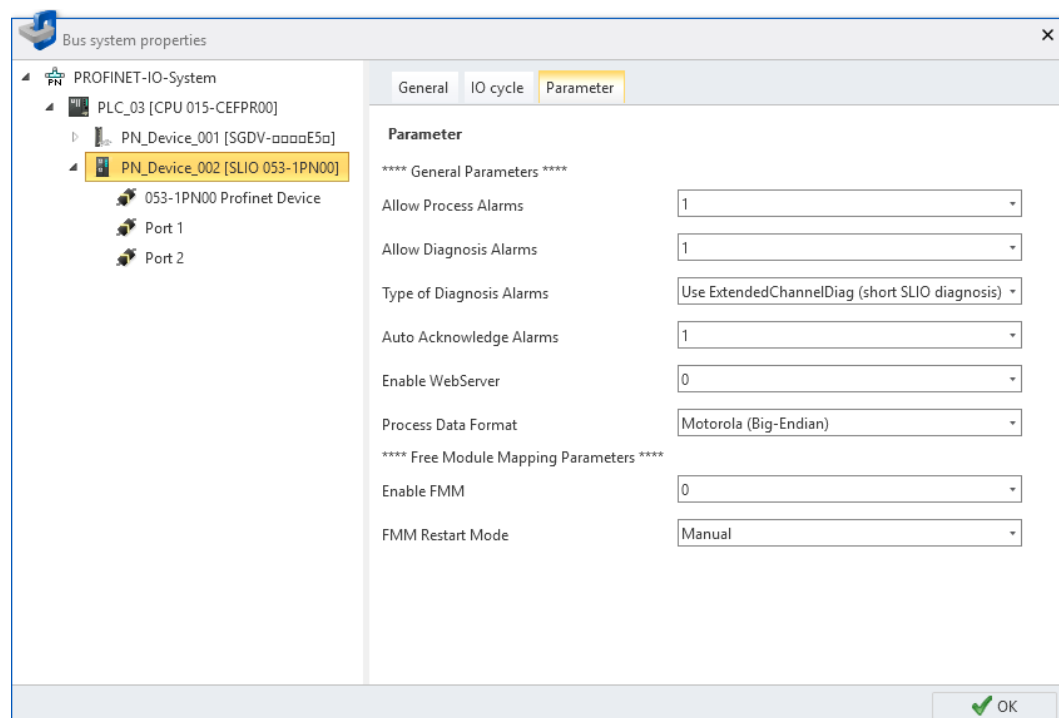 Bus system properties
PROFINET-IO-System
PLC_03 [CPU 015-CEFPR00]
PN_Device_001 [SGDV-□□□□E5□]
PN_Device_002 [SLIO 053-1PN00]
053-1PN00 Profinet Device
Port 1
Port 2
General IO cycle Parameter
Parameter
**** General Parameters ****
Allow Process Alarms 1
Allow Diagnosis Alarms 1
Type of Diagnosis Alarms Use ExtendedChannelDiag (short SLIO diagnosis)
Auto Acknowledge Alarms 1
Enable WebServer 0
Process Data Format Motorola (Big-Endian)
**** Free Module Mapping Parameters ****
Enable FMM 0
FMM Restart Mode Manual
OK